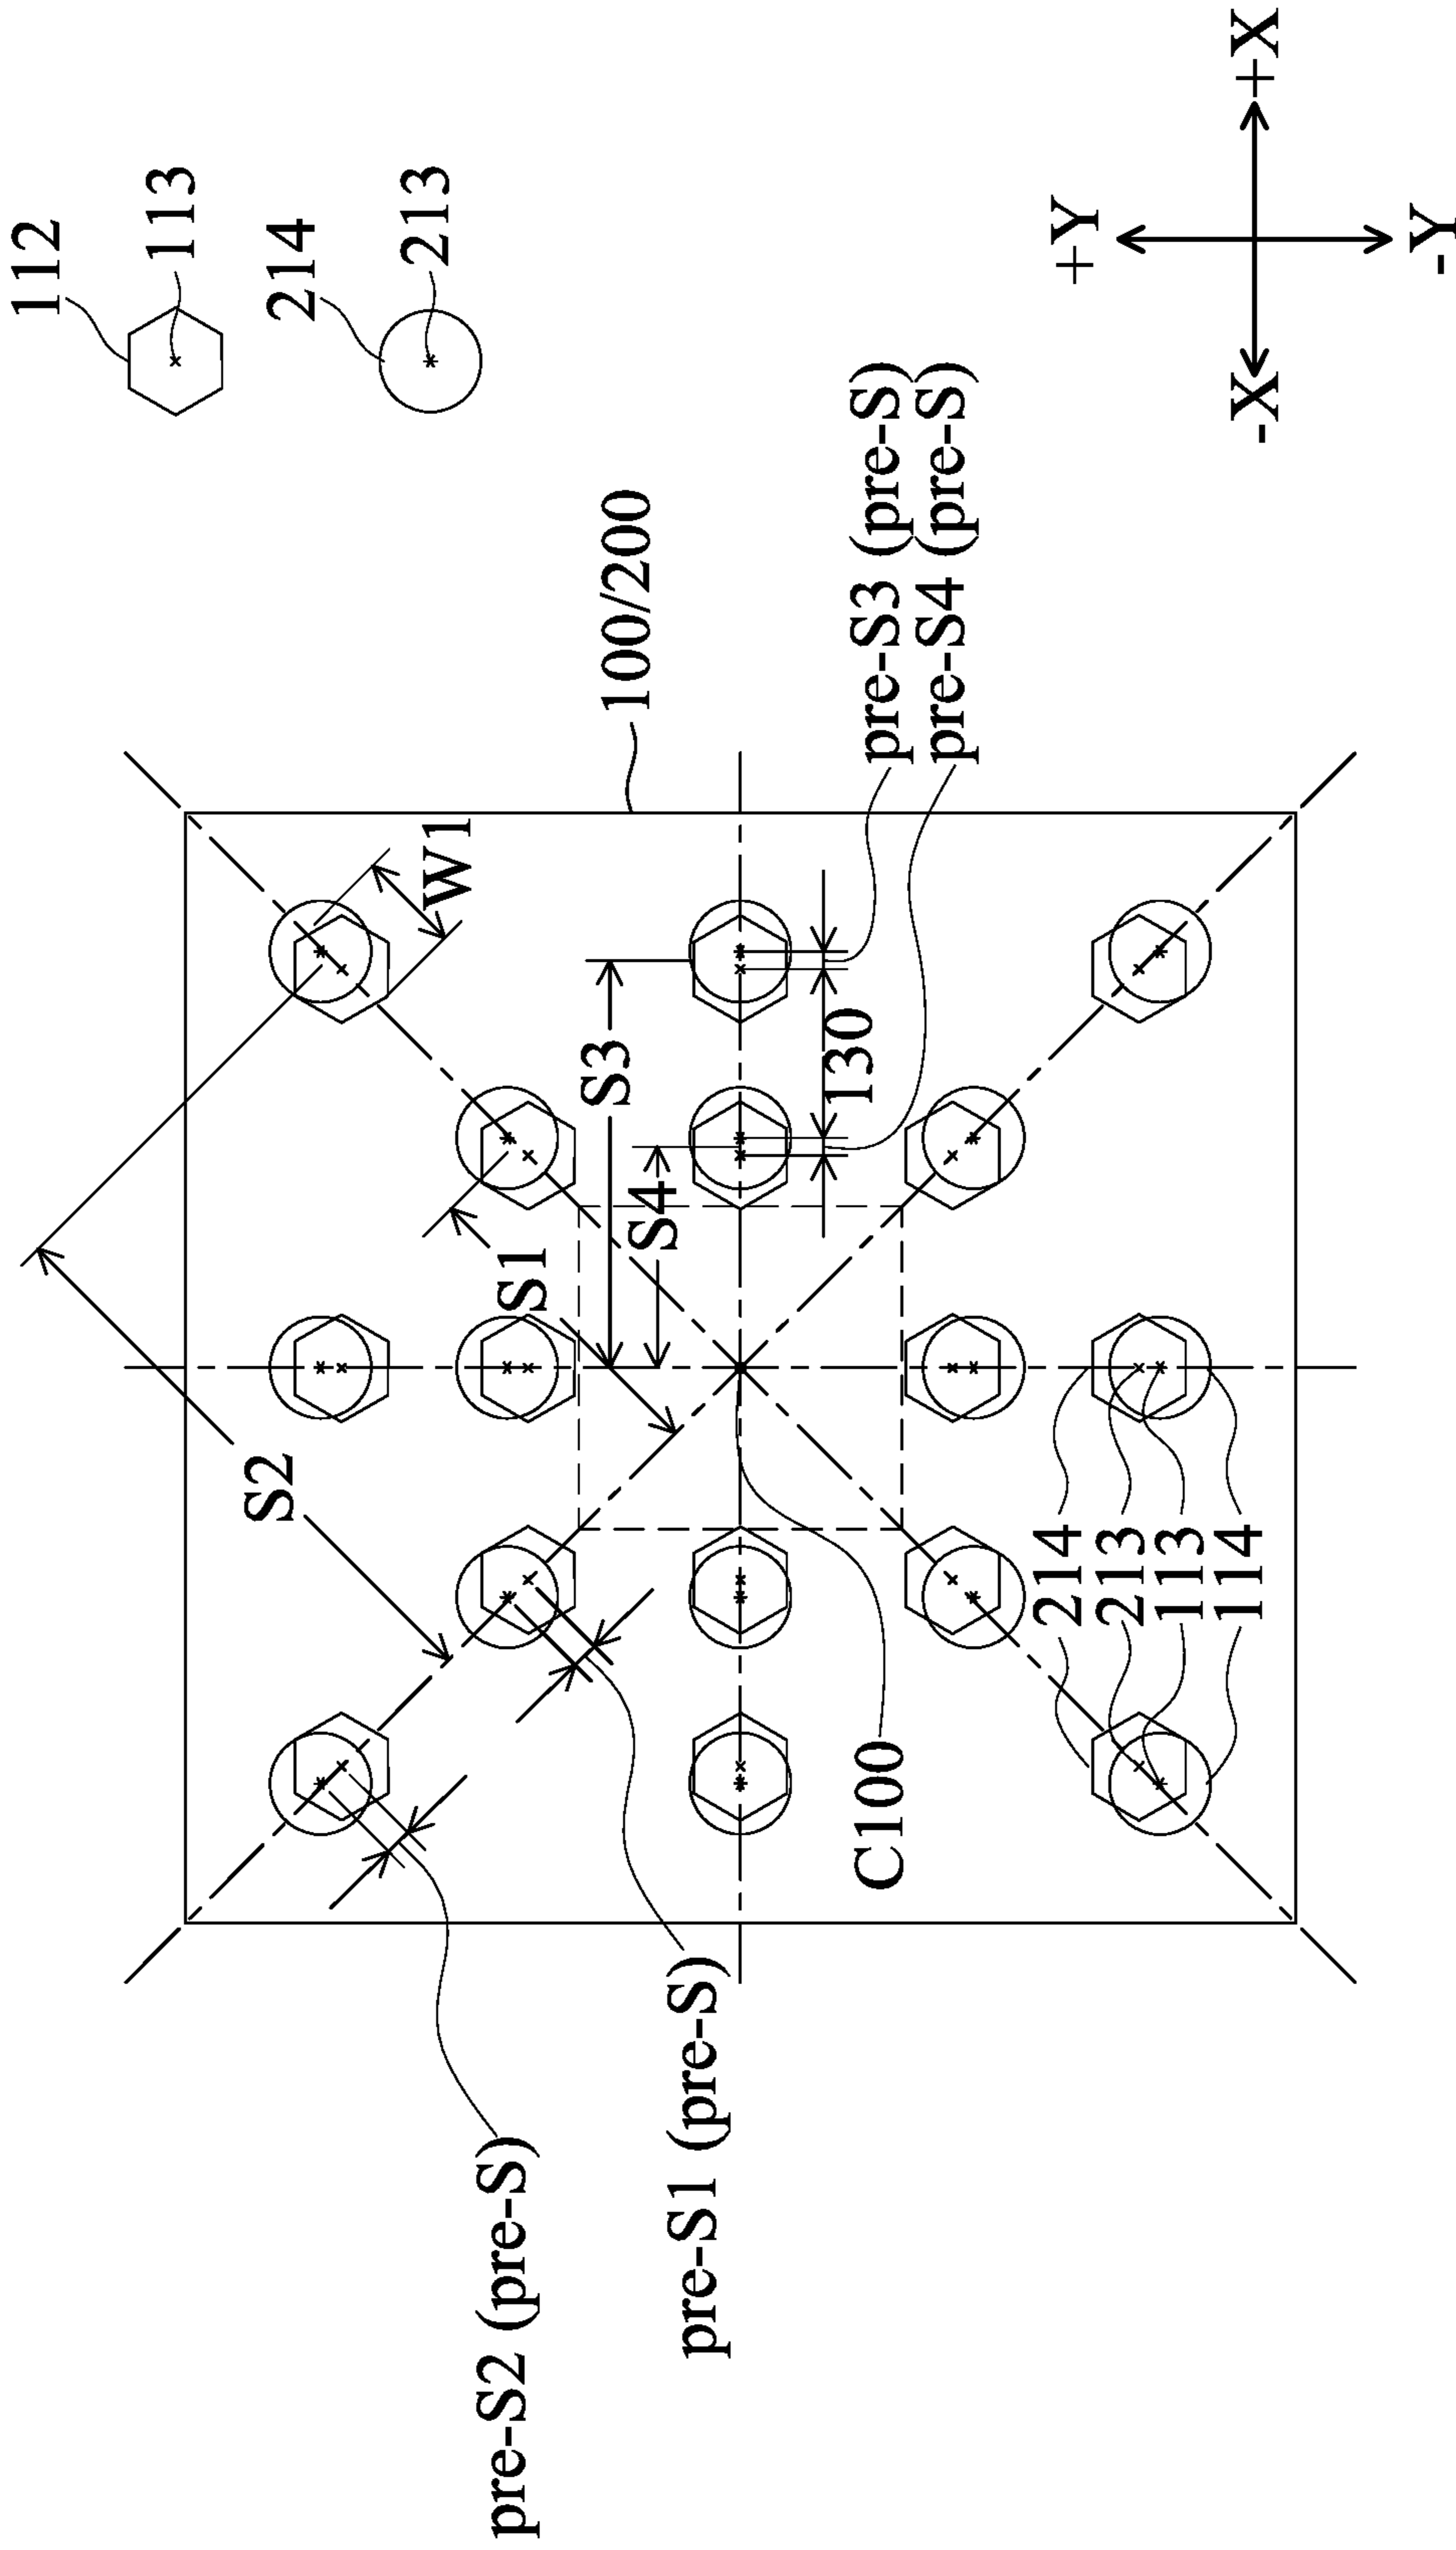 112
113
214
213
100/200
W1
S2
S1
S3
S4
130
pre-S3 (pre-S)
pre-S4 (pre-S)
pre-S2 (pre-S)
pre-S1 (pre-S)
C100
214
213
113
114
+Y
-X
+X
-Y